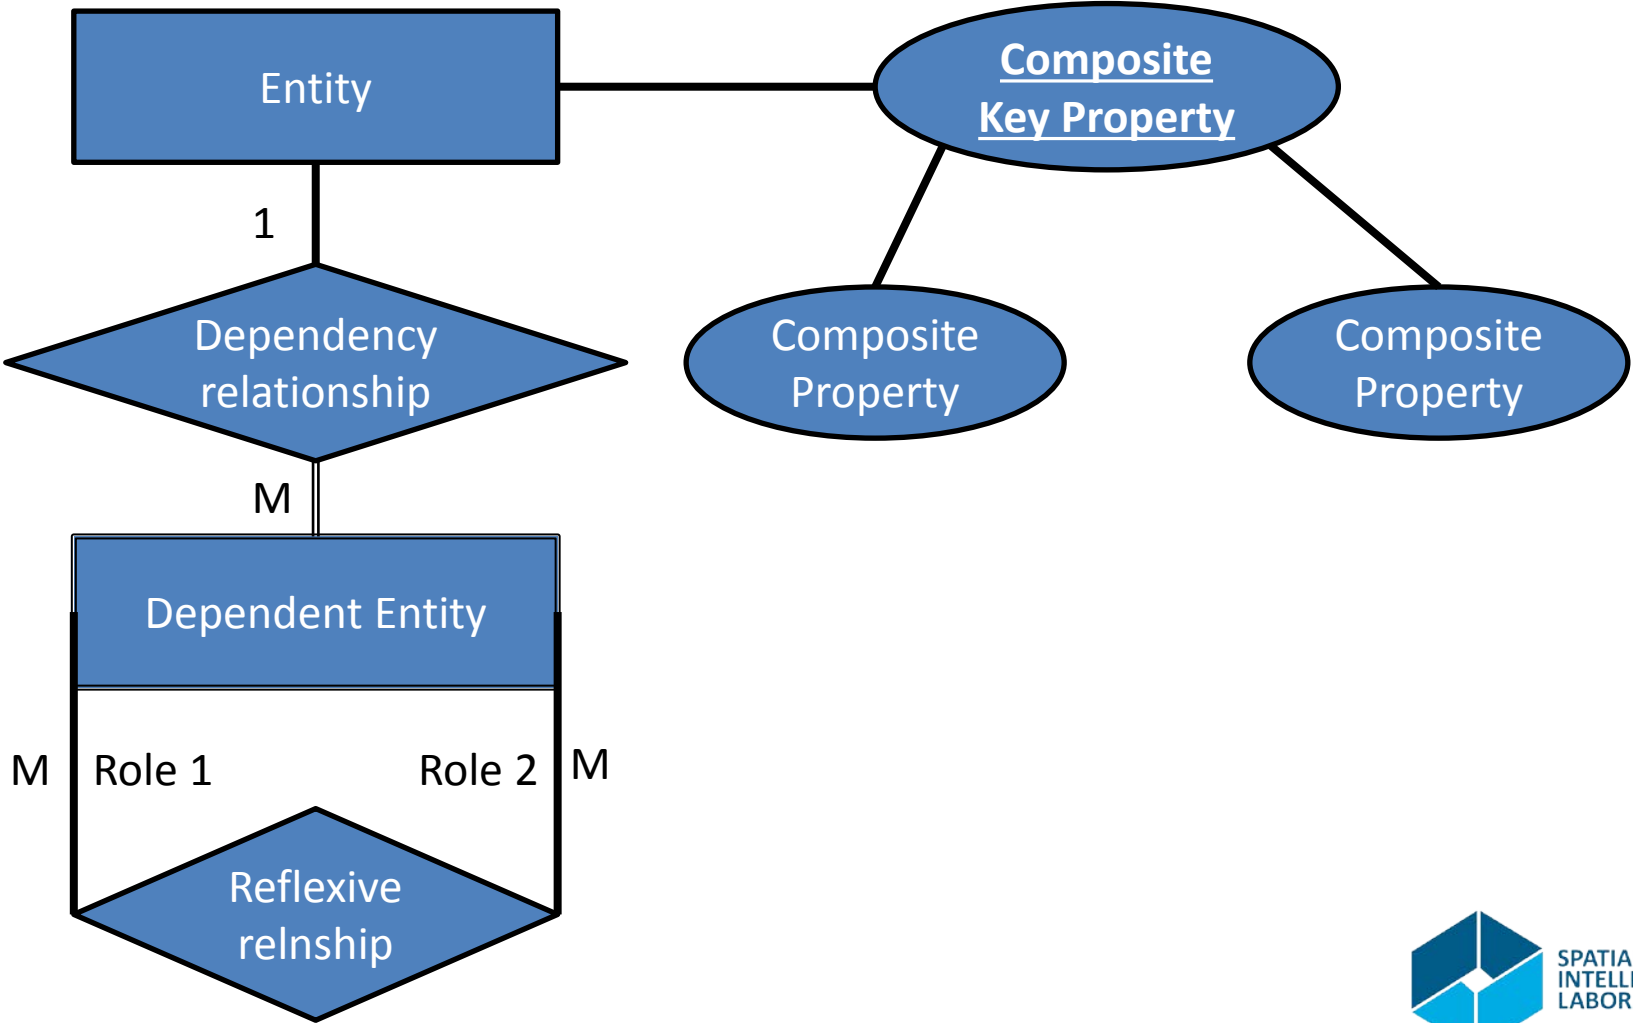 Entity
Composite
Key Property
1
Dependency
relationship
Composite
Property
Composite
Property
M
Dependent Entity
M
Role 1
Role 2
M
Reflexive
relnship
SPATIA
INTELLI
LABOR